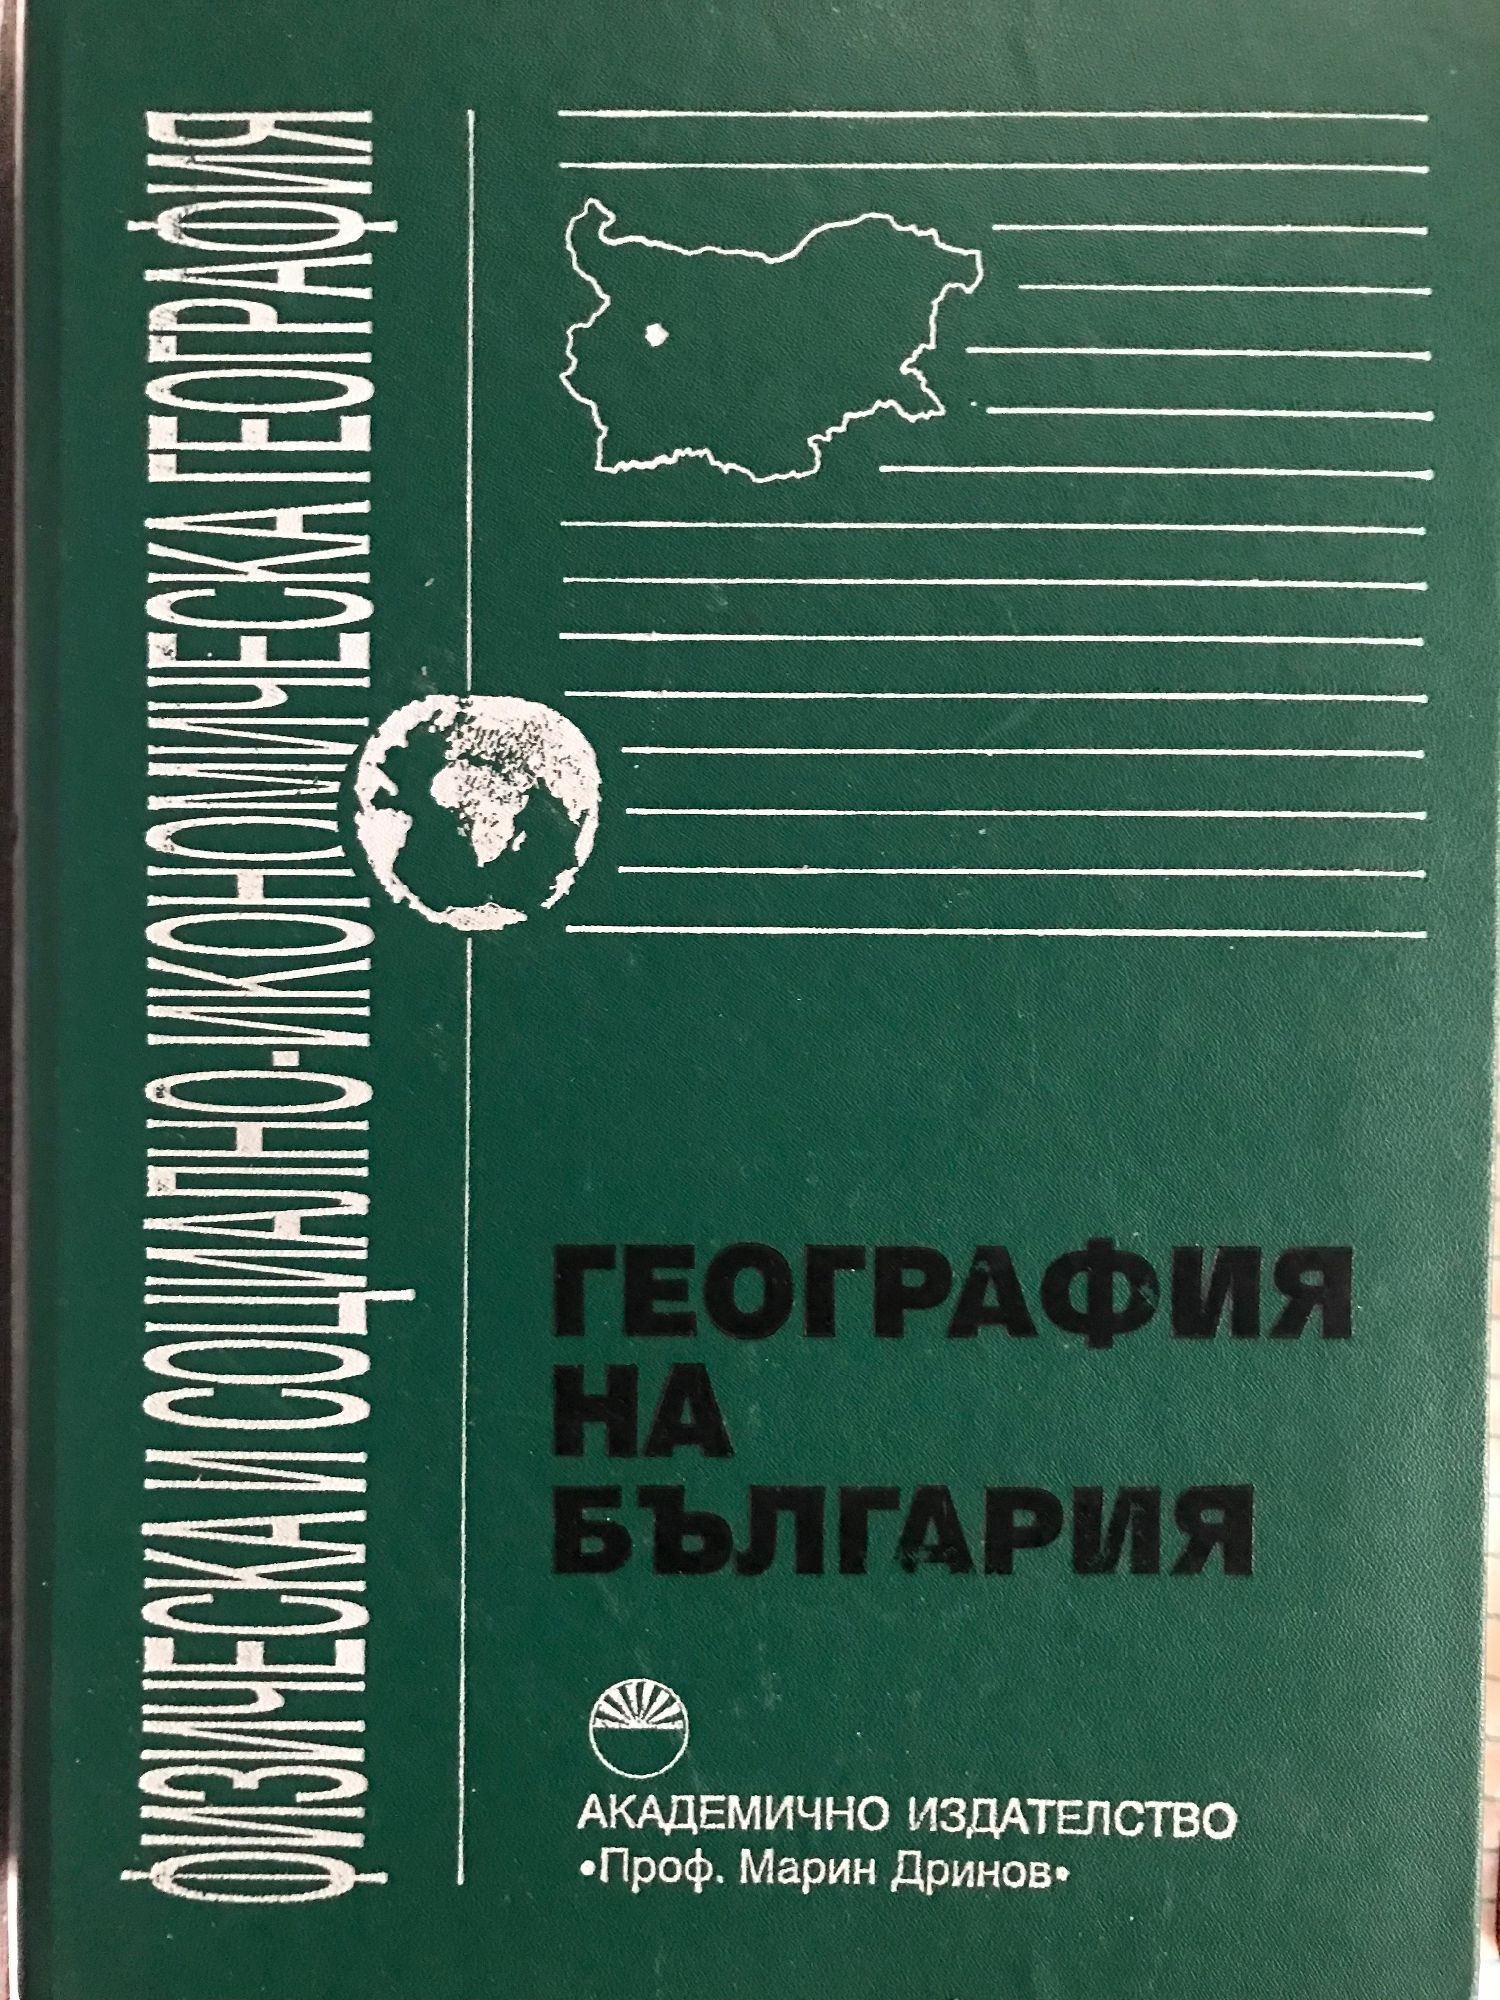 ФИЗИЧЕСКА И СОЦИАЛНО-ИКОНОМИЧЕСКА ГЕОГРАФИЯ
ГЕОГРАФИЯ
НА
БЪЛГАРИЯ
АКАДЕМИЧНО ИЗДАТЕЛСТВО
•Проф. Марин Дринов•